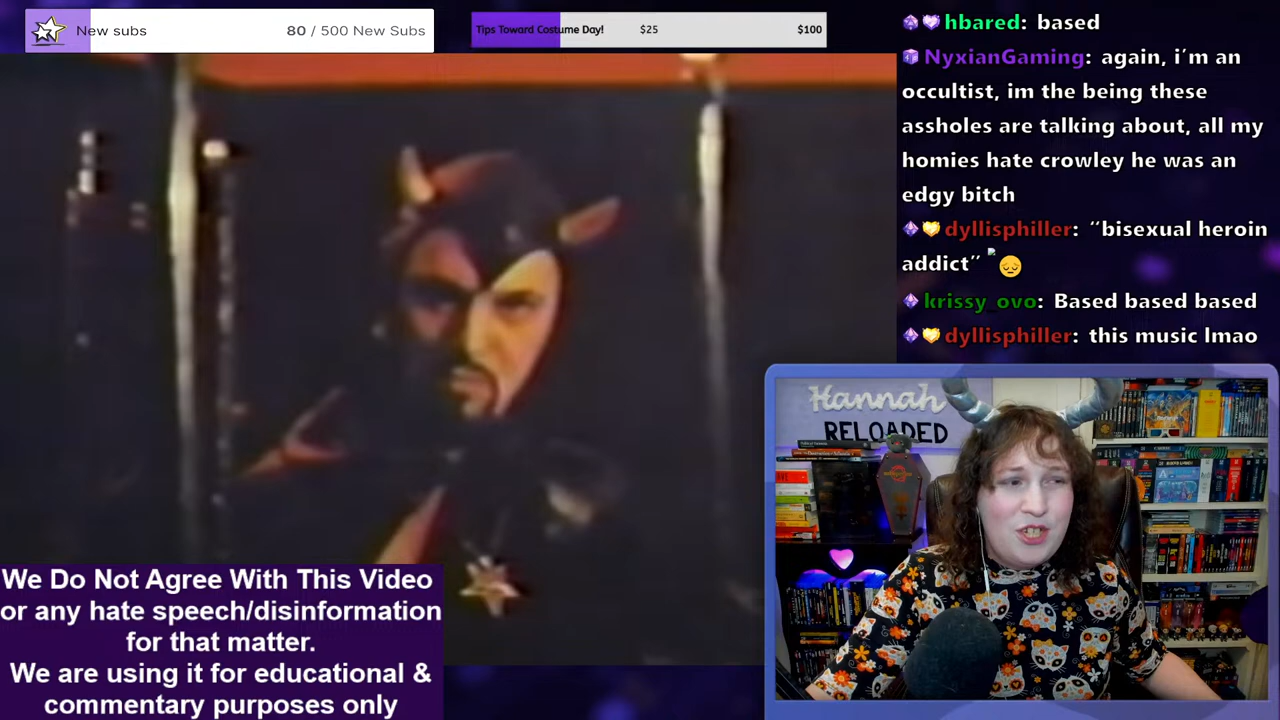 New subs 80 / 500 New Subs
Tips Toward Costume Day! $25 $100
hbared: based
NyxianGaming: again, i´m an
occultist, im the being these
assholes are talking about, all my
homies hate crowley he was an
edgy bitch
dyllisphiller: “bisexual heroin
addict”
krissy_ovo: Based based based
dyllisphiller: this music lmao
Hannah
RELOADED
We Do Not Agree With This Video
or any hate speech/disinformation
for that matter.
We are using it for educational &
commentary purposes only